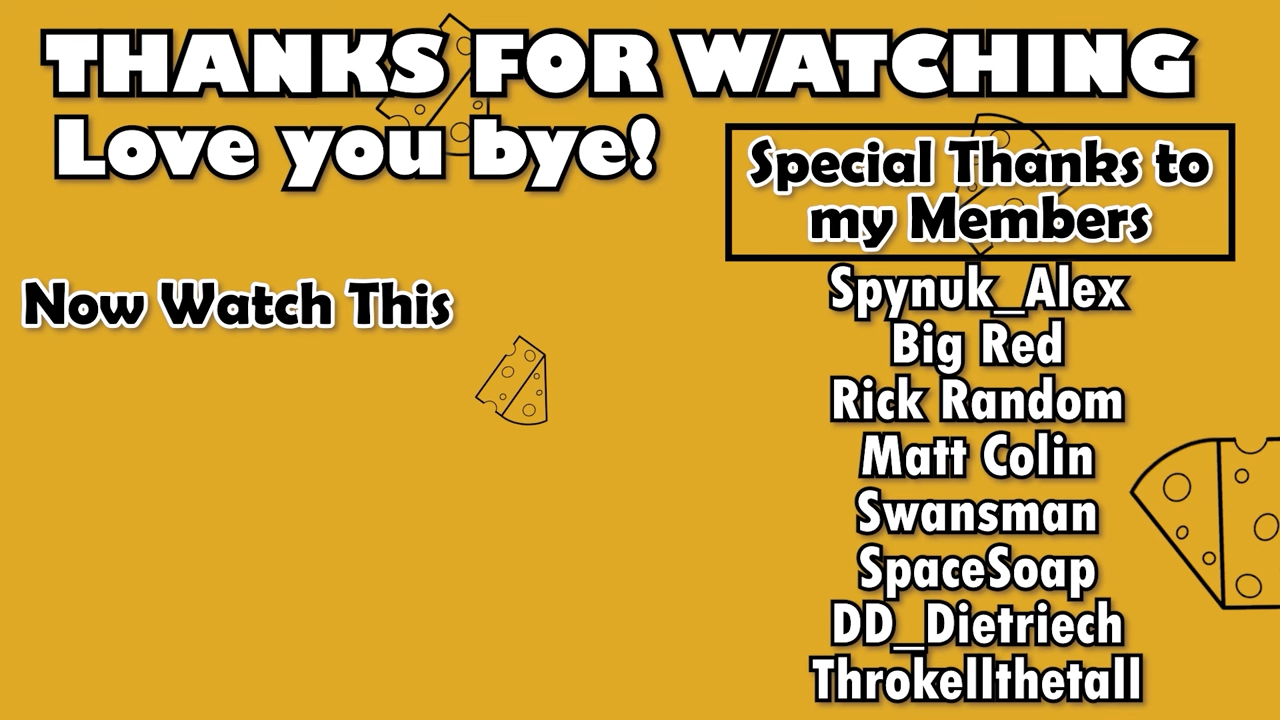 THANKS FOR WATCHING
Love you bye!
Special Thanks to
my Members
Now Watch This
Spynuk_Alex
Big Red
Rick Random
Matt Colin
Swansman
SpaceSoap
DD_Dietriech
Throkellthetall